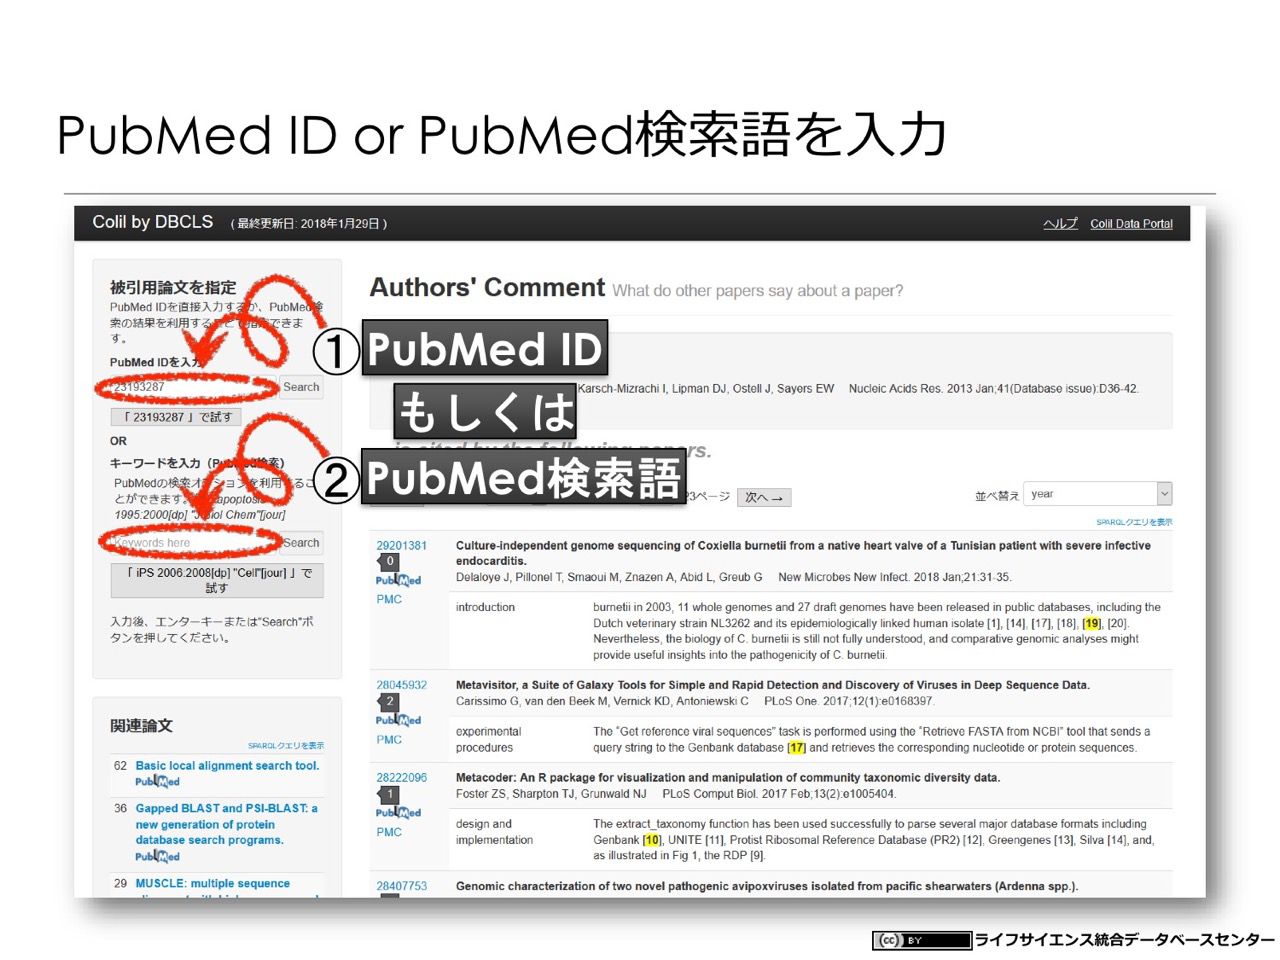 PubMed ID or PubMed検索語を入力
Colil by DBCLS ( 最終更新日: 2018年1月29日 )
ヘルプ Colil Data Portal
被引用論文を指定
PubMed IDを直接入力するか、PubMed検
索の結果を利用すること で指定できま
す。
PubMed IDを入力
23193287
Search
「 23193287 」で試す
OR
キーワードを入力（PubMed検索）
PubMedの検索オプションを利用するこ
とができます。 apoptosis
1995:2000[dp] "J Biol Chem"[jour]
Keywords here
Search
「 iPS 2006:2008[dp] "Cell"[jour] 」で
試す
入力後、エンターキーまたは"Search"ボ
タンを押してください。
関連論文
SPARQLクエリを表示
62 Basic local alignment search tool.
PubMed
36 Gapped BLAST and PSI-BLAST: a
new generation of protein
database search programs.
PubMed
29 MUSCLE: multiple sequence
① PubMed ID
もしくは
② PubMed検索語
Authors' Comment What do other papers say about a paper?
Karsch-Mizrachi I, Lipman DJ, Ostell J, Sayers EW Nucleic Acids Res. 2013 Jan;41(Database issue):D36-42.
is cited by the following papers.
23ページ 次へ →
並べ替え year
SPARQLクエリを表示
29201381
0
PubMed
PMC
Culture-independent genome sequencing of Coxiella burnetii from a native heart valve of a Tunisian patient with severe infective
endocarditis.
Delaloye J, Pillonel T, Smaoui M, Znazen A, Abid L, Greub G New Microbes New Infect. 2018 Jan;21:31-35.
introduction
burnetii in 2003, 11 whole genomes and 27 draft genomes have been released in public databases, including the
Dutch veterinary strain NL3262 and its epidemiologically linked human isolate [1], [14], [17], [18], [19], [20].
Nevertheless, the biology of C. burnetii is still not fully understood, and comparative genomic analyses might
provide useful insights into the pathogenicity of C. burnetii.
28045932
2
PubMed
PMC
Metavisitor, a Suite of Galaxy Tools for Simple and Rapid Detection and Discovery of Viruses in Deep Sequence Data.
Carissimo G, van den Beek M, Vernick KD, Antoniewski C PLoS One. 2017;12(1):e0168397.
experimental
procedures
The “Get reference viral sequences” task is performed using the “Retrieve FASTA from NCBI” tool that sends a
query string to the Genbank database [17] and retrieves the corresponding nucleotide or protein sequences.
28222096
1
PubMed
PMC
Metacoder: An R package for visualization and manipulation of community taxonomic diversity data.
Foster ZS, Sharpton TJ, Grunwald NJ PLoS Comput Biol. 2017 Feb;13(2):e1005404.
design and
implementation
The extract_taxonomy function has been used successfully to parse several major database formats including
Genbank [10], UNITE [11], Protist Ribosomal Reference Database (PR2) [12], Greengenes [13], Silva [14], and,
as illustrated in Fig 1, the RDP [9].
28407753
Genomic characterization of two novel pathogenic avipoxviruses isolated from pacific shearwaters (Ardenna spp.).
cc BY ライフサイエンス統合データベースセンター